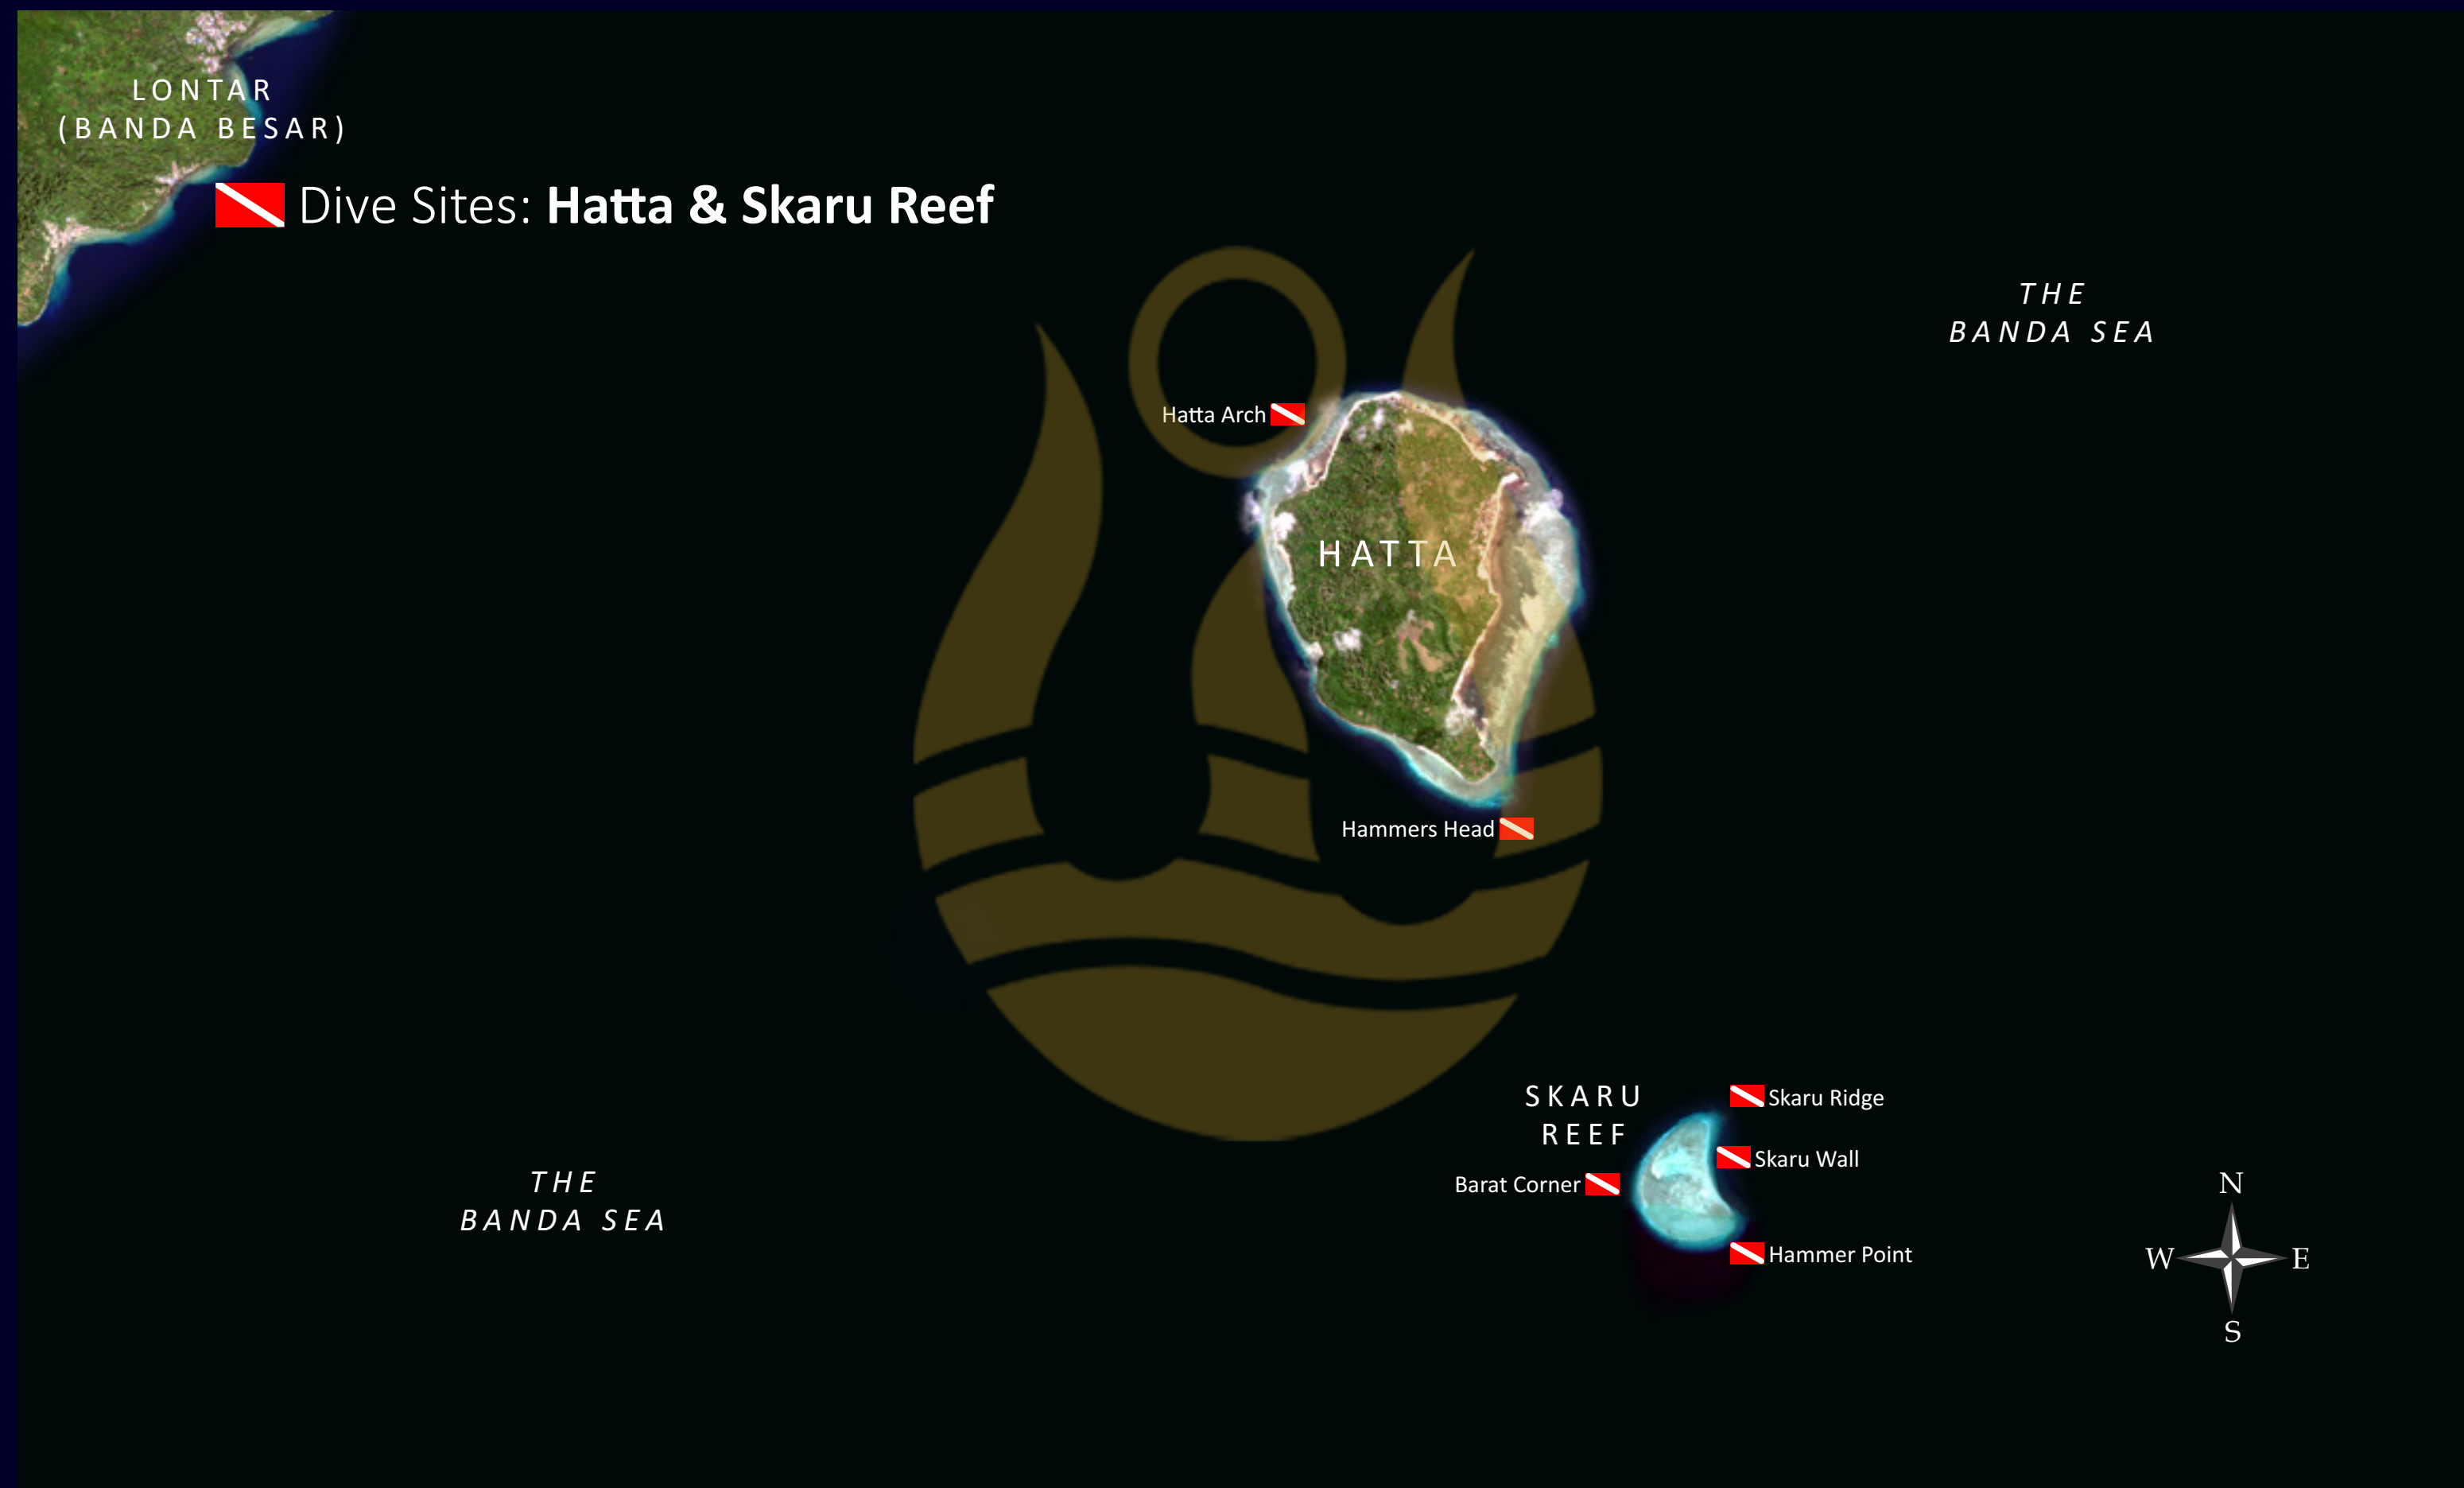 LONTAR
(BANDA BESAR)
Dive Sites: Hatta & Skaru Reef
THE
BANDA SEA
Hatta Arch
HATTA
Hammers Head
SKARU
REEF
Skaru Ridge
Skaru Wall
Barat Corner
Hammer Point
THE
BANDA SEA
N
W E
S